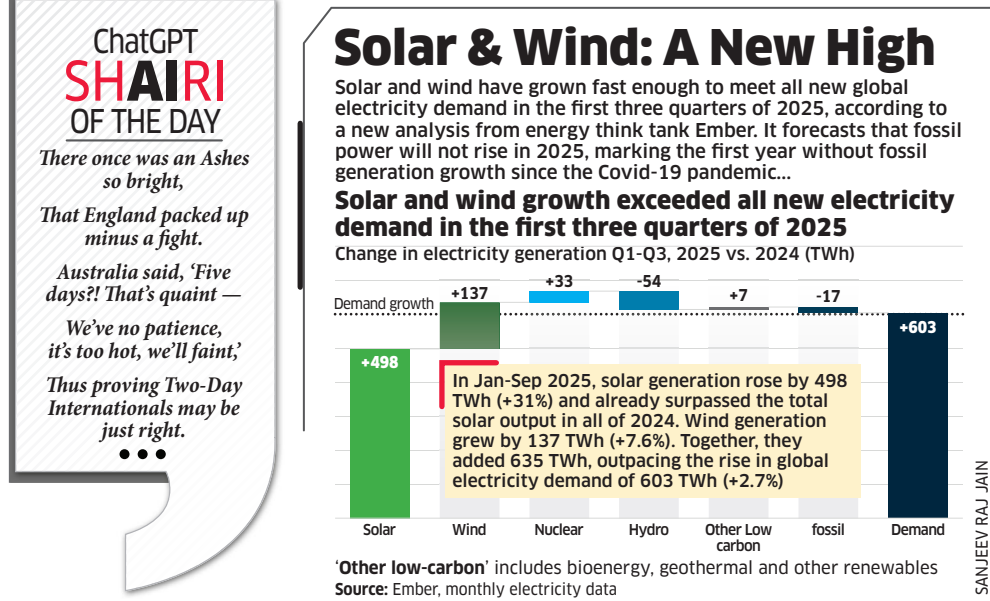 ChatGPT
SHAIRI
OF THE DAY
There once was an Ashes
so bright,
That England packed up
minus a fight.
Australia said, ‘Five
days?! That’s quaint —
We’ve no patience,
it’s too hot, we’ll faint,’
Thus proving Two-Day
Internationals may be
just right.
Solar & Wind: A New High
Solar and wind have grown fast enough to meet all new global
electricity demand in the first three quarters of 2025, according to
a new analysis from energy think tank Ember. It forecasts that fossil
power will not rise in 2025, marking the first year without fossil
generation growth since the Covid-19 pandemic...
Solar and wind growth exceeded all new electricity
demand in the first three quarters of 2025
Change in electricity generation Q1-Q3, 2025 vs. 2024 (TWh)
Demand growth
+498
+137
+33
-54
+7
-17
+603
In Jan-Sep 2025, solar generation rose by 498
TWh (+31%) and already surpassed the total
solar output in all of 2024. Wind generation
grew by 137 TWh (+7.6%). Together, they
added 635 TWh, outpacing the rise in global
electricity demand of 603 TWh (+2.7%)
Solar
Wind
Nuclear
Hydro
Other Low
carbon
fossil
Demand
‘Other low-carbon’ includes bioenergy, geothermal and other renewables
Source: Ember, monthly electricity data
SANJEEV RAJ JAIN